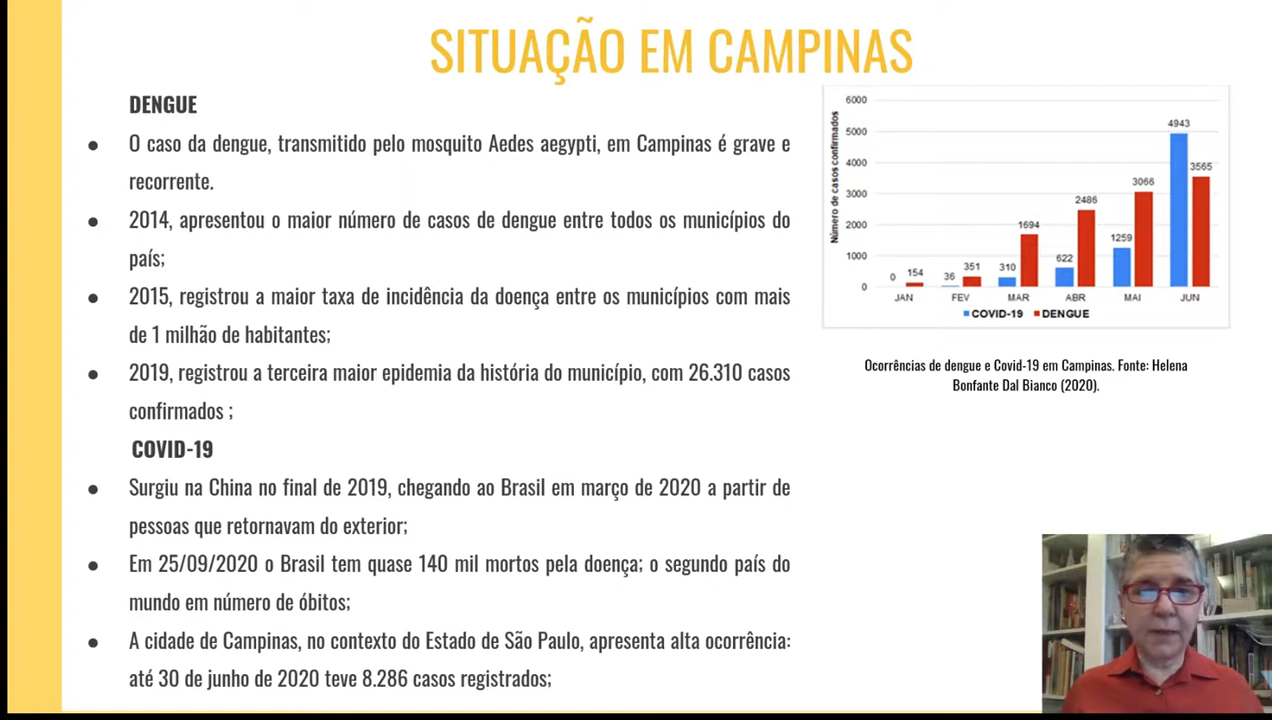 SITUAÇÃO EM CAMPINAS
DENGUE
● O caso da dengue, transmitido pelo mosquito Aedes aegypti, em Campinas é grave e
recorrente.
● 2014, apresentou o maior número de casos de dengue entre todos os municípios do
país;
● 2015, registrou a maior taxa de incidência da doença entre os municípios com mais
de 1 milhão de habitantes;
● 2019, registrou a terceira maior epidemia da história do município, com 26.310 casos
confirmados ;
COVID-19
● Surgiu na China no final de 2019, chegando ao Brasil em março de 2020 a partir de
pessoas que retornavam do exterior;
● Em 25/09/2020 o Brasil tem quase 140 mil mortos pela doença; o segundo país do
mundo em número de óbitos;
● A cidade de Campinas, no contexto do Estado de São Paulo, apresenta alta ocorrência:
até 30 de junho de 2020 teve 8.286 casos registrados;
Número de casos confirmados
6000
5000
4000
3000
2000
1000
0
0 154
36 351
310 1694
622 2486
1259 3066
4943 3565
JAN FEV MAR ABR MAI JUN
COVID-19 DENGUE
Ocorrências de dengue e Covid-19 em Campinas. Fonte: Helena
Bonfante Dal Bianco (2020).